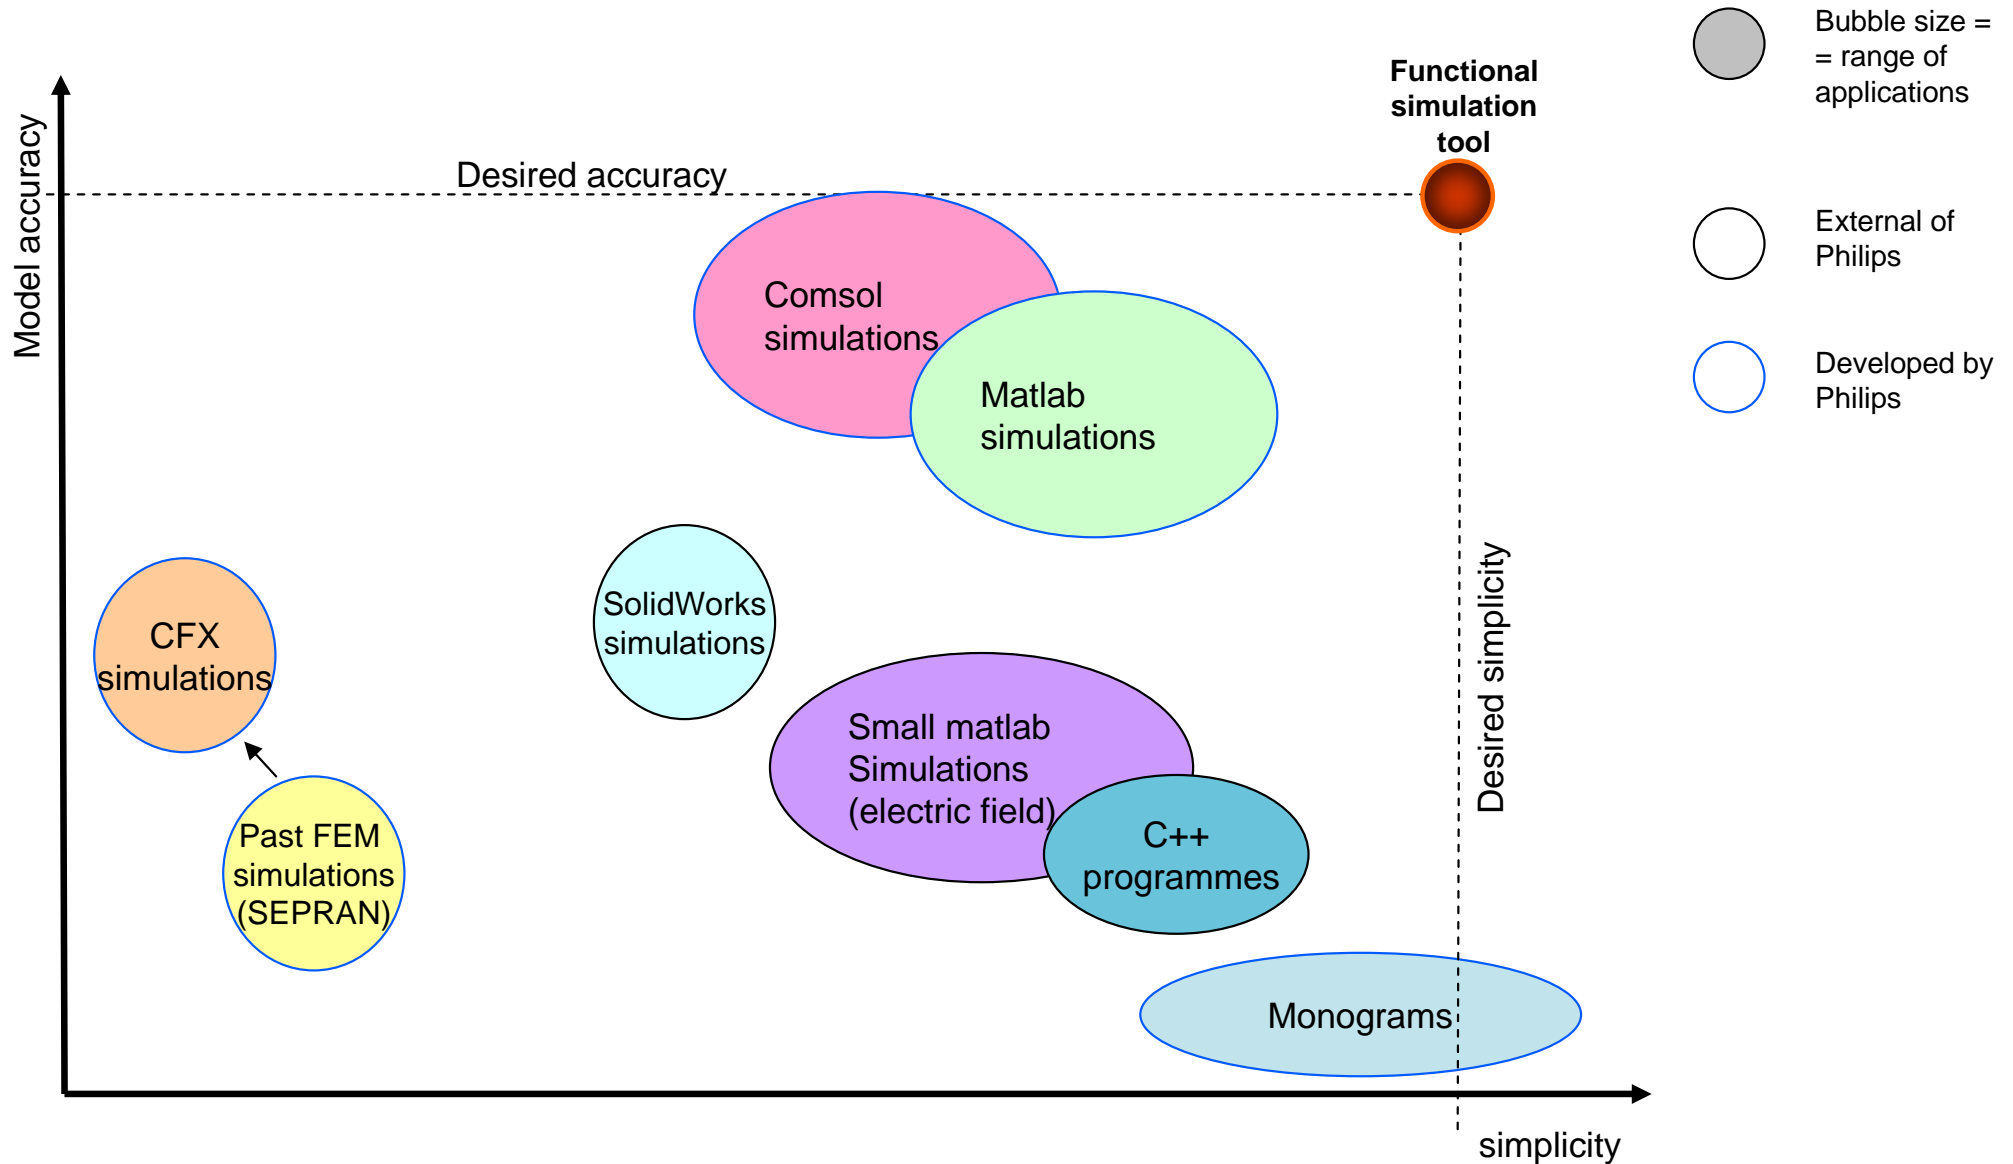 Bubble size =
= range of
applications
Functional
simulation
tool
Model accuracy
Desired accuracy
External of
Philips
Comsol
simulations
Developed by
Philips
Matlab
simulations
Desired simplicity
SolidWorks
simulations
CFX
simulations
Small matlab
Simulations
(electric field)
Past FEM
simulations
(SEPRAN)
C++
programmes
Monograms
simplicity